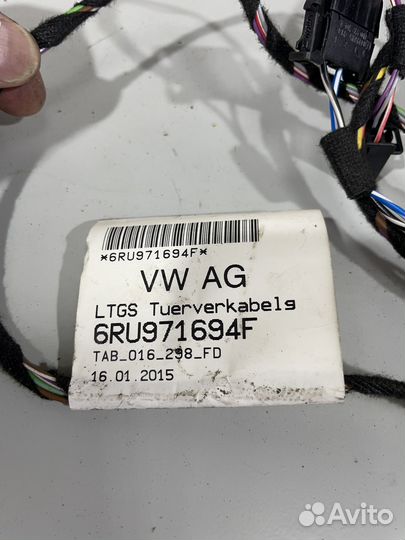 *6RU971694F*
VW AG
LTGS Tuerverkabelg
6RU971694F
TAB_016_298_FD
16.01.2015
Avito